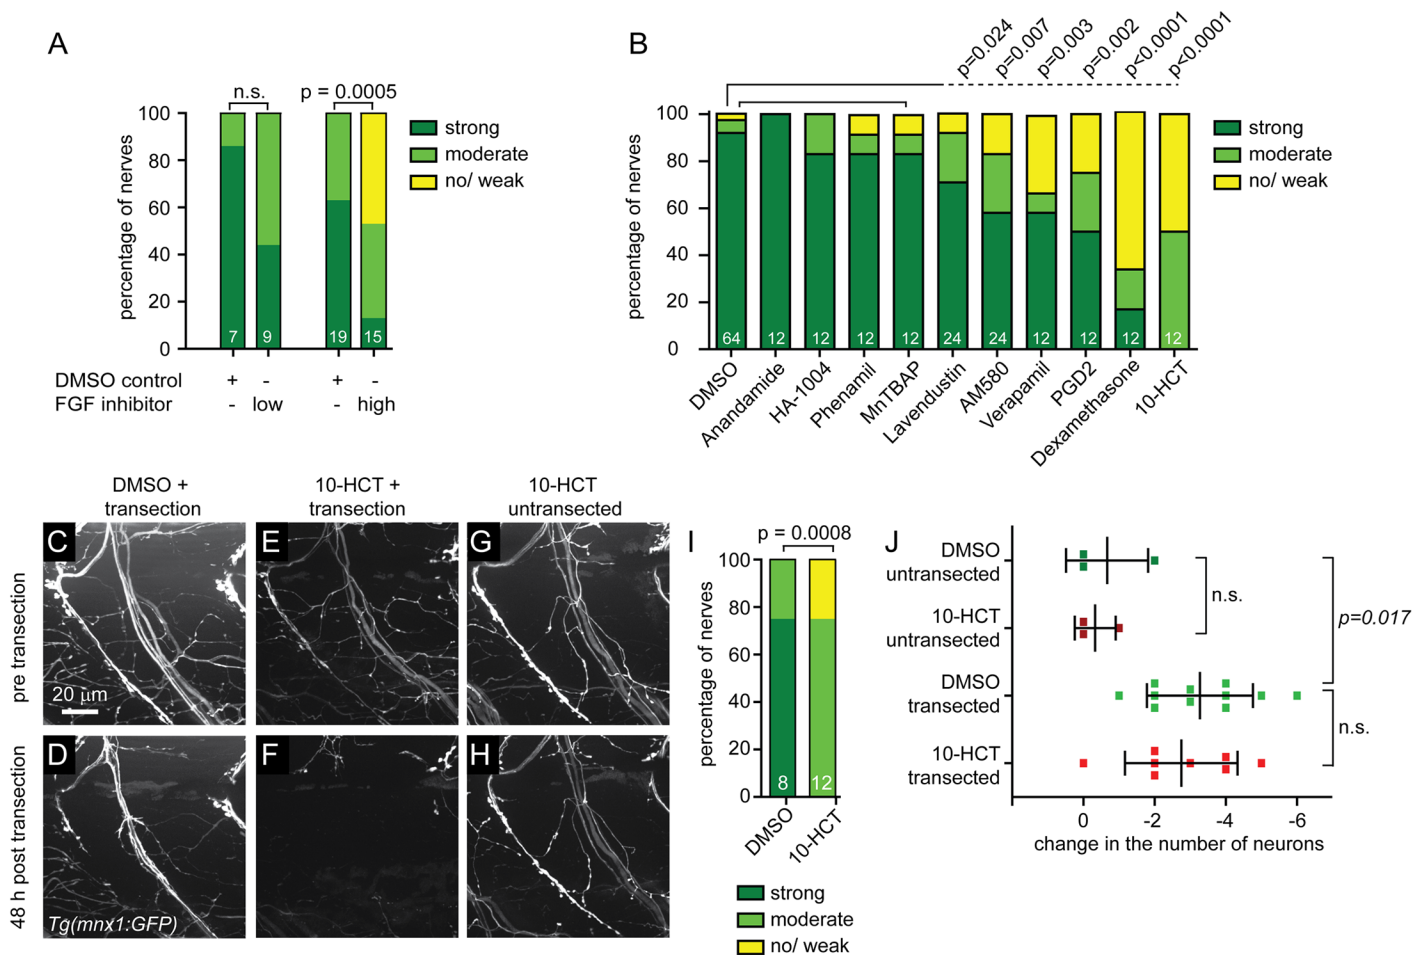 A
n.s.
p = 0.0005
100
80
60
40
20
0
percentage of nerves
7
9
19
15
strong
moderate
no/ weak
DMSO control + - + -
FGF inhibitor - low - high
B
p=0.024
p=0.007
p=0.003
p=0.002
p<0.0001
p<0.0001
100
80
60
40
20
0
percentage of nerves
64
12
12
12
12
24
24
12
12
12
12
strong
moderate
no/ weak
DMSO
Anandamide
HA-1004
Phenamil
MnTBAP
Lavendustin
AM580
Verapamil
PGD2
Dexamethasone
10-HCT
DMSO +
transection
10-HCT +
transection
10-HCT
untransected
pre transection
48 h post transection
C
20 μm
E
G
D
Tg(mnx1:GFP)
F
H
I
p = 0.0008
100
80
60
40
20
0
percentage of nerves
8
12
DMSO
10-HCT
strong
moderate
no/ weak
J
DMSO
untransected
10-HCT
untransected
DMSO
transected
10-HCT
transected
n.s.
p=0.017
n.s.
0
-2
-4
-6
change in the number of neurons